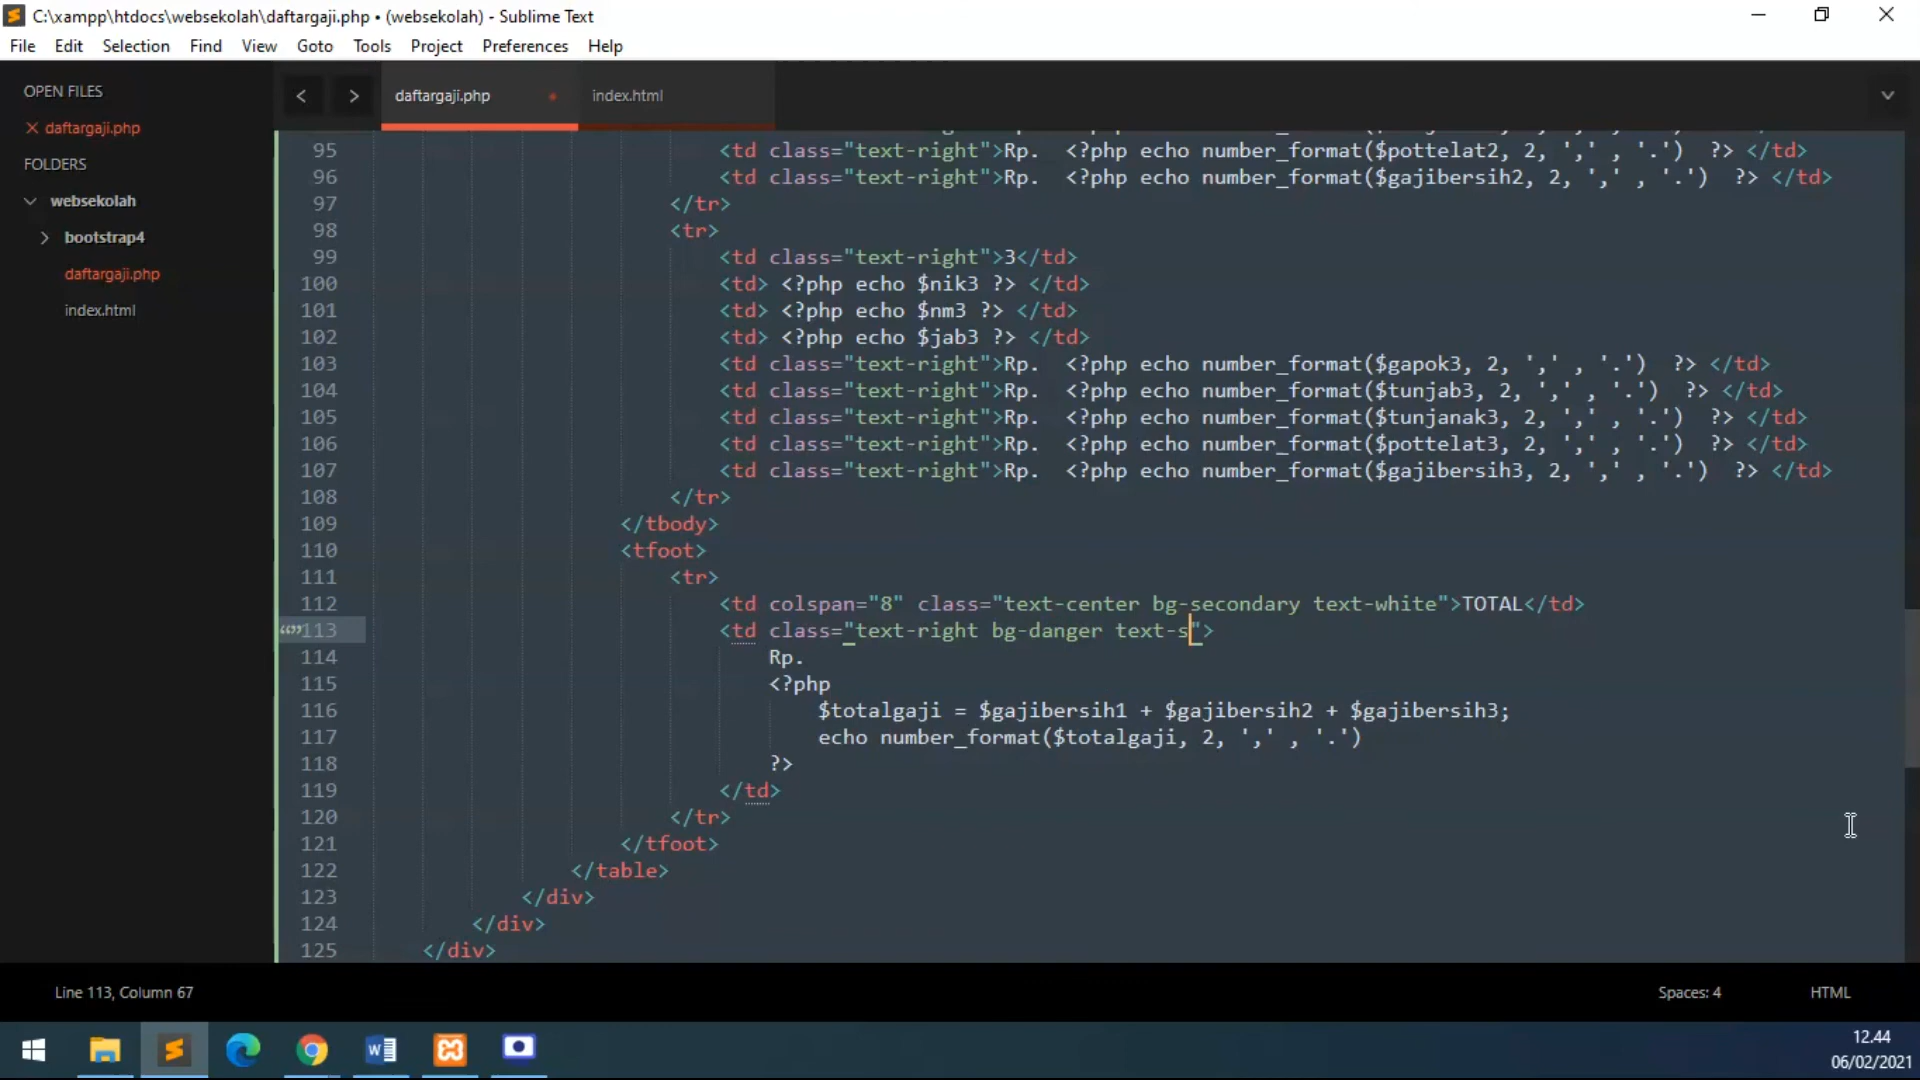 C:\xampp\htdocs\websekolah\daftargaji.php • (websekolah) - Sublime Text
File Edit Selection Find View Goto Tools Project Preferences Help
OPEN FILES
daftargaji.php
FOLDERS
websekolah
bootstrap4
daftargaji.php
index.html
daftargaji.php
index.html
95 <td class="text-right">Rp.  <?php echo number_format($pottelat2, 2, ',' , '.')  ?> </td>
96 <td class="text-right">Rp.  <?php echo number_format($gajibersih2, 2, ',' , '.')  ?> </td>
97 </tr>
98 <tr>
99 <td class="text-right">3</td>
100 <td> <?php echo $nik3 ?> </td>
101 <td> <?php echo $nm3 ?> </td>
102 <td> <?php echo $jab3 ?> </td>
103 <td class="text-right">Rp.  <?php echo number_format($gapok3, 2, ',' , '.')  ?> </td>
104 <td class="text-right">Rp.  <?php echo number_format($tunjab3, 2, ',' , '.')  ?> </td>
105 <td class="text-right">Rp.  <?php echo number_format($tunjanak3, 2, ',' , '.')  ?> </td>
106 <td class="text-right">Rp.  <?php echo number_format($pottelat3, 2, ',' , '.')  ?> </td>
107 <td class="text-right">Rp.  <?php echo number_format($gajibersih3, 2, ',' , '.')  ?> </td>
108 </tr>
109 </tbody>
110 <tfoot>
111 <tr>
112 <td colspan="8" class="text-center bg-secondary text-white">TOTAL</td>
113 <td class="text-right bg-danger text-s">
114 Rp.
115 <?php
116 $totalgaji = $gajibersih1 + $gajibersih2 + $gajibersih3;
117 echo number_format($totalgaji, 2, ',' , '.')
118 ?>
119 </td>
120 </tr>
121 </tfoot>
122 </table>
123 </div>
124 </div>
125 </div>
Line 113, Column 67
Spaces: 4
HTML
12.44
06/02/2021